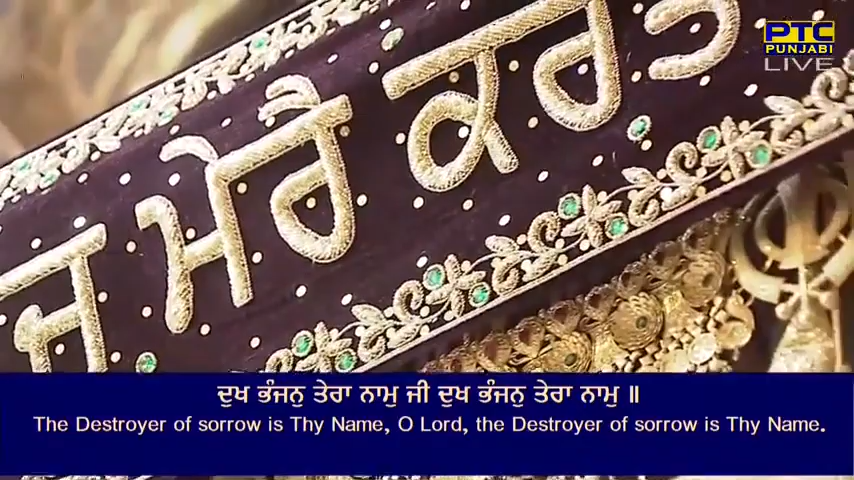 PTC
PUNJABI
LIVE
ਮੇਰੈ ਕਰਤੇ
ਦੁਖ ਭੰਜਨੁ ਤੇਰਾ ਨਾਮੁ ਜੀ ਦੁਖ ਭੰਜਨੁ ਤੇਰਾ ਨਾਮੁ ॥
The Destroyer of sorrow is Thy Name, O Lord, the Destroyer of sorrow is Thy Name.